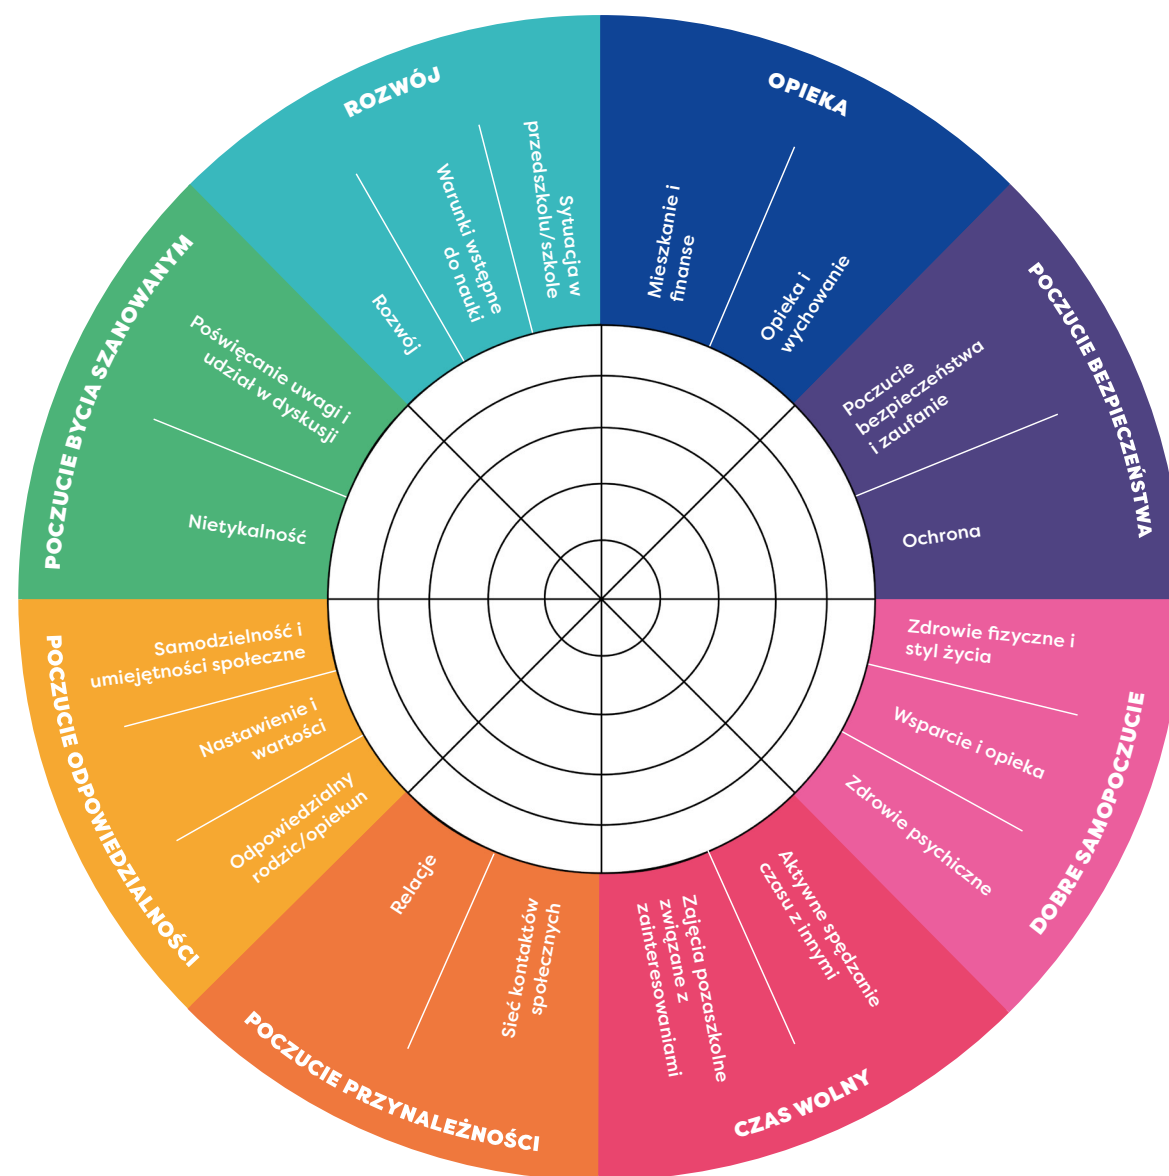 OPIEKA
Mieszkanie i
finanse
Opieka i
wychowanie
POCZUCIE BEZPIECZEŃSTWA
Poczucie
bezpieczeństwa
i zaufanie
Ochrona
DOBRE SAMOPOCZUCIE
Zdrowie fizyczne i
styl życia
Wsparcie i opieka
Zdrowie psychiczne
CZAS WOLNY
Aktywne spędzanie
czasu z innymi
Zajęcia pozaszkolne
związane z
zainteresowaniami
POCZUCIE PRZYNALEŻNOŚCI
Sieć kontaktów
społecznych
Relacje
POCZUCIE ODPOWIEDZIALNOŚCI
Odpowiedzialny
rodzic/opiekun
Nastawienie i
wartości
Samodzielność i
umiejętności społeczne
POCZUCIE BYCIA SZANOWANYM
Nietykalność
Poświęcanie uwagi i
udział w dyskusji
ROZWÓJ
Rozwój
Warunki wstępne
do nauki
Sytuacja w
przedszkolu/szkole